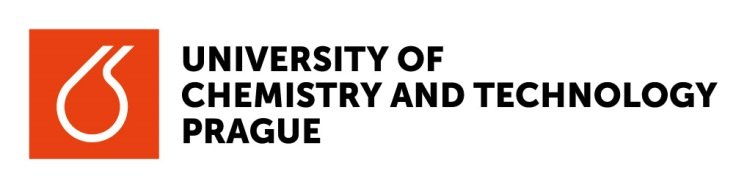 UNIVERSITY OF
CHEMISTRY AND TECHNOLOGY
PRAGUE